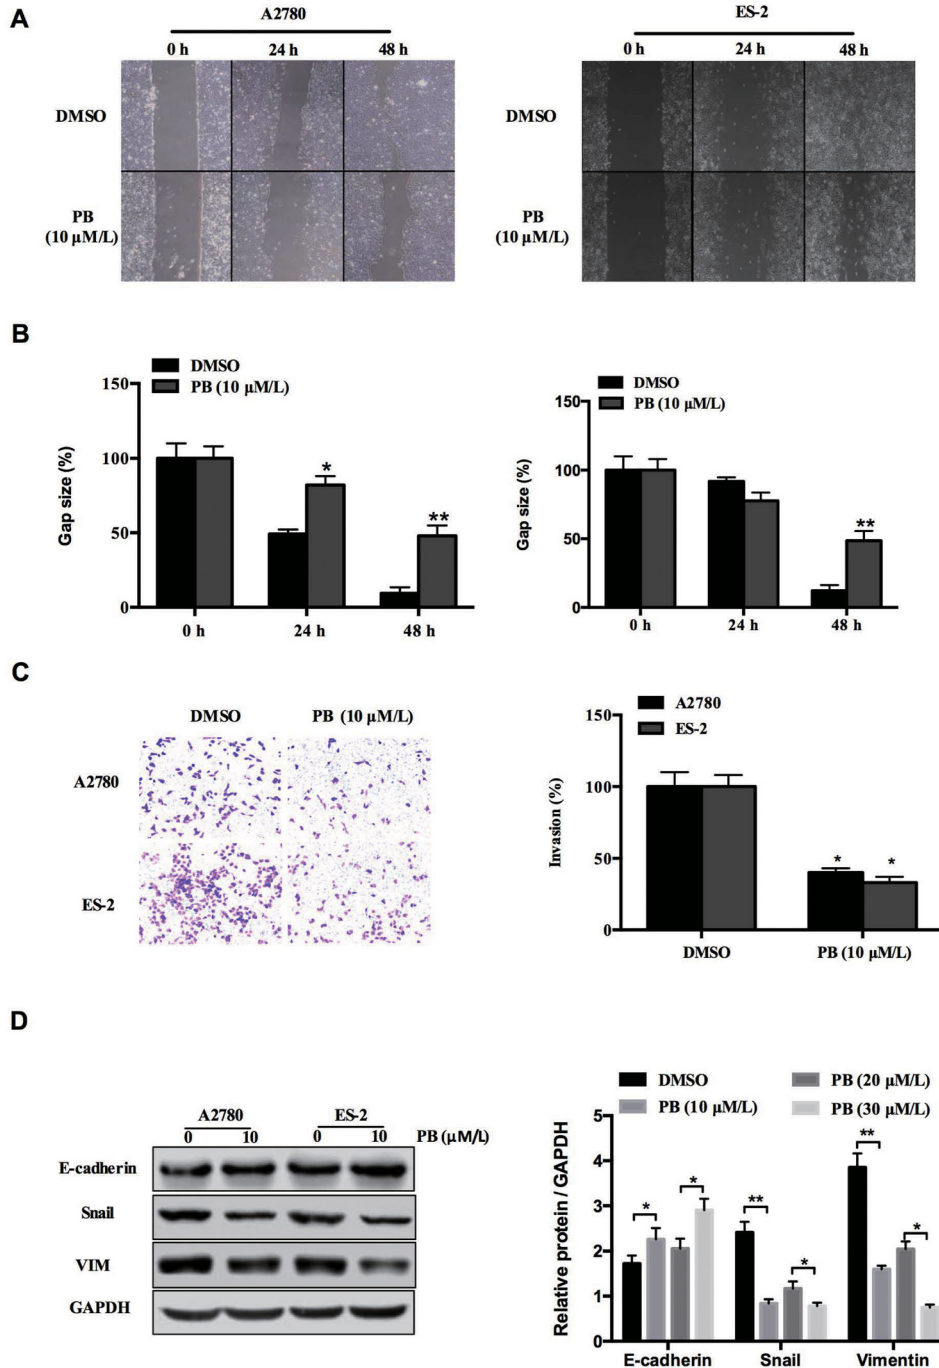 A
A2780
0 h 24 h 48 h
DMSO
PB
(10 μM/L)
ES-2
0 h 24 h 48 h
DMSO
PB
(10 μM/L)
B
DMSO
PB (10 μM/L)
Gap size (%)
150
100
50
0
*
**
0 h 24 h 48 h
DMSO
PB (10 μM/L)
Gap size (%)
150
100
50
0
**
0 h 24 h 48 h
C
DMSO PB (10 μM/L)
A2780
ES-2
A2780
ES-2
Invasion (%)
150
100
50
0
* *
DMSO PB (10 μM/L)
D
A2780 ES-2
0 10 0 10 PB (μM/L)
E-cadherin
Snail
VIM
GAPDH
DMSO PB (20 μM/L)
PB (10 μM/L) PB (30 μM/L)
Relative protein / GAPDH
5
4
3
2
1
0
* * ** * ** *
E-cadherin Snail Vimentin